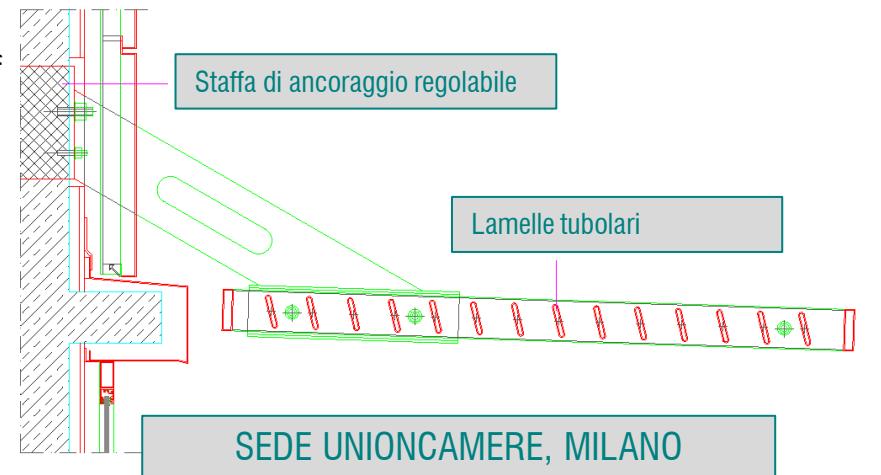 Staffa di ancoraggio regolabile
Lamelle tubolari
SEDE UNIONCAMERE, MILANO